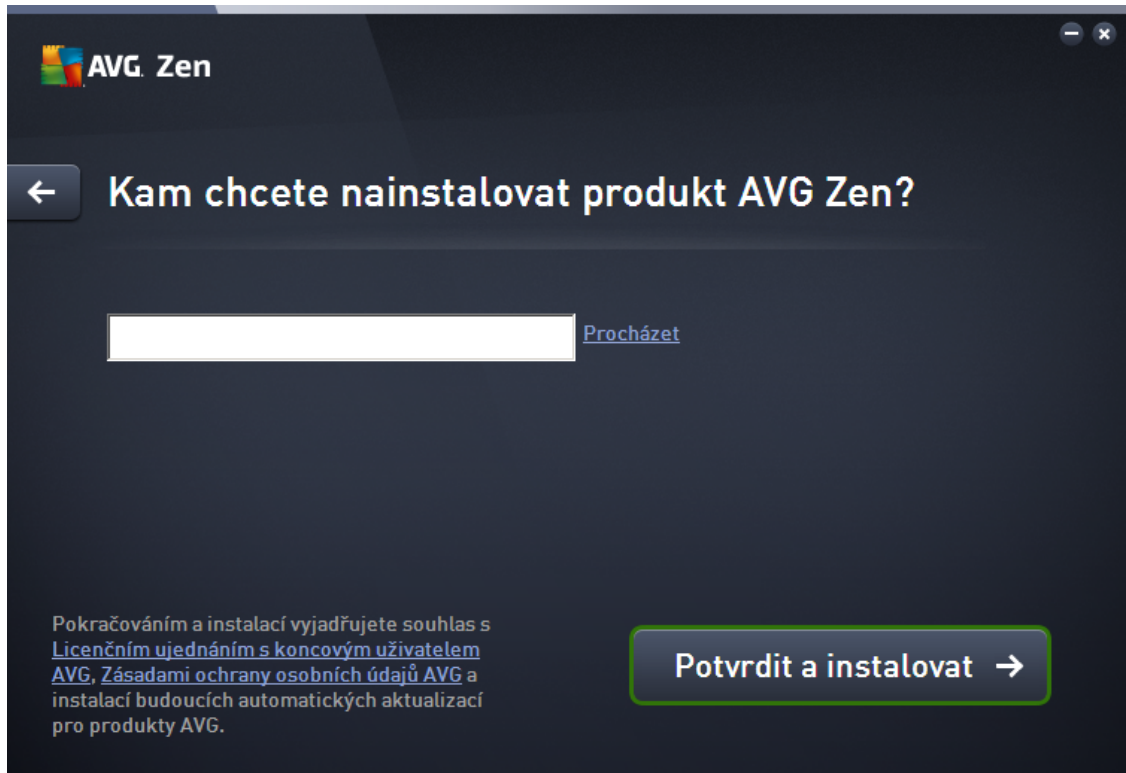 AVG. Zen
Kam chcete nainstalovat produkt AVG Zen?
Procházet
Pokračováním a instalací vyjadřujete souhlas s
Licenčním ujednáním s koncovým uživatelem
AVG, Zásadami ochrany osobních údajů AVG a
instalací budoucích automatických aktualizací
pro produkty AVG.
Potvrdit a instalovat